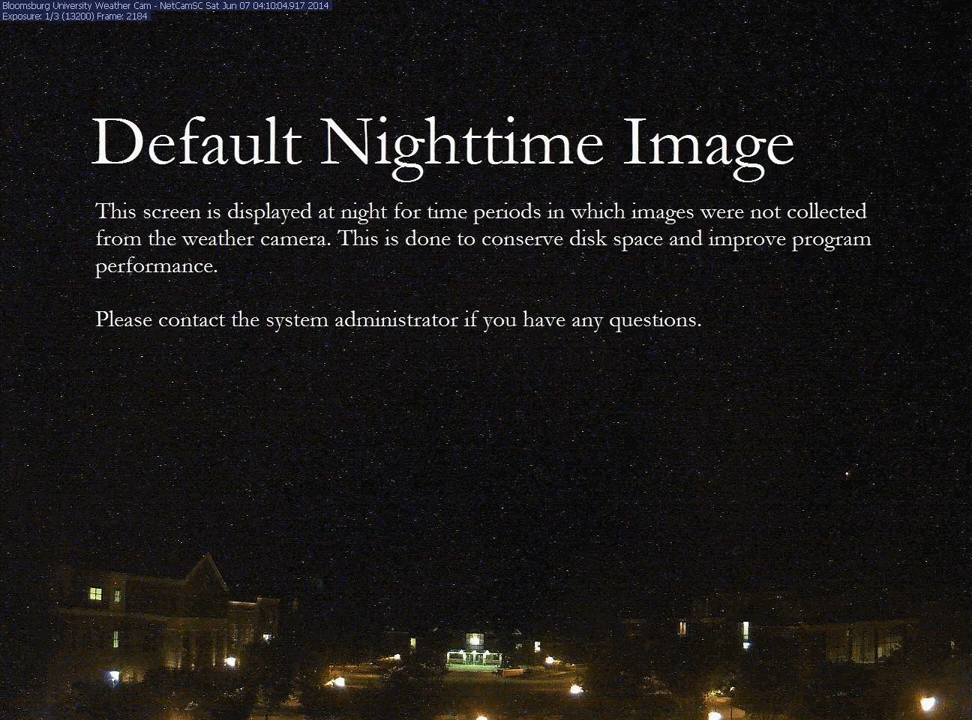 Bloomsburg University Weather Cam - NetCamSC Sat Jun 07 04:10:04.917 2014
Exposure: 1/3 (13200) Frame: 2184
Default Nighttime Image
This screen is displayed at night for time periods in which images were not collected
from the weather camera. This is done to conserve disk space and improve program
performance.
Please contact the system administrator if you have any questions.